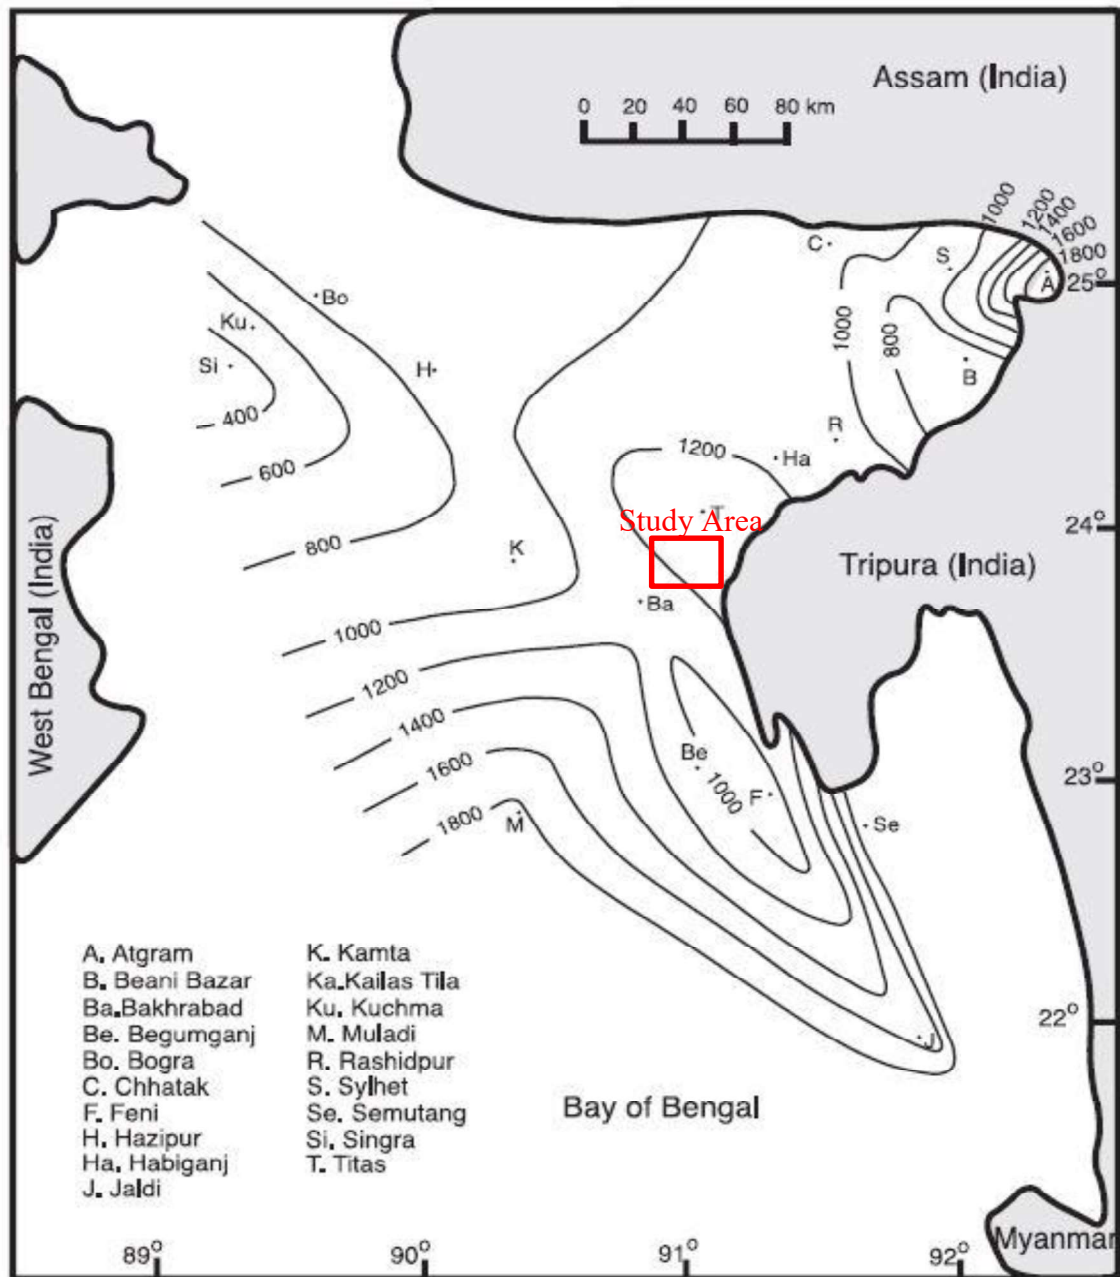 Assam (India)
0 20 40 60 80 km
1000
1200
1400
1600
1800
C
S
A
25°
Bo
Ku
Si
H
1000
800
B
400
R
600
1200
Ha
T
24°
Study Area
800
K
Tripura (India)
Ba
West Bengal (India)
1000
1200
1400
1600
Be
1000
F
23°
1800
M
Se
A. Atgram
B. Beani Bazar
Ba.Bakhrabad
Be. Begumganj
Bo. Bogra
C. Chhatak
F. Feni
H. Hazipur
Ha. Habiganj
J. Jaldi
K. Kamta
Ka.Kailas Tila
Ku. Kuchma
M. Muladi
R. Rashidpur
S. Sylhet
Se. Semutang
Si. Singra
T. Titas
22°
J
Bay of Bengal
Myanmar
89° 90° 91° 92°